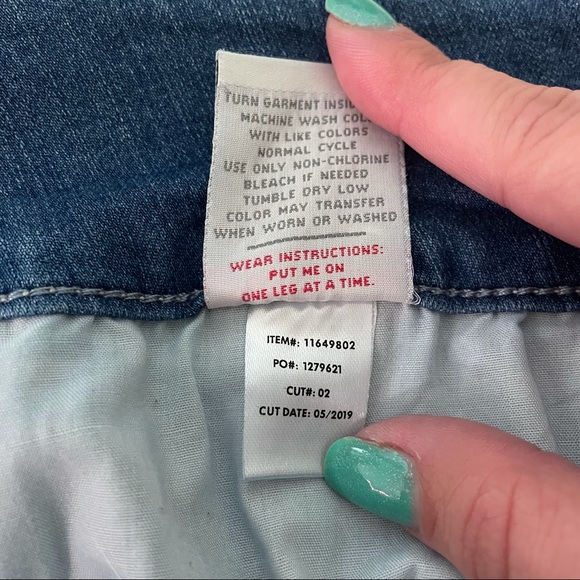 TURN GARMENT INSIDE
MACHINE WASH COLD
WITH LIKE COLORS
NORMAL CYCLE
USE ONLY NON-CHLORINE
BLEACH IF NEEDED
TUMBLE DRY LOW
COLOR MAY TRANSFER
WHEN WORN OR WASHED
WEAR INSTRUCTIONS:
PUT ME ON
ONE LEG AT A TIME.
ITEM#: 11649802
PO#: 1279621
CUT#: 02
CUT DATE: 05/2019